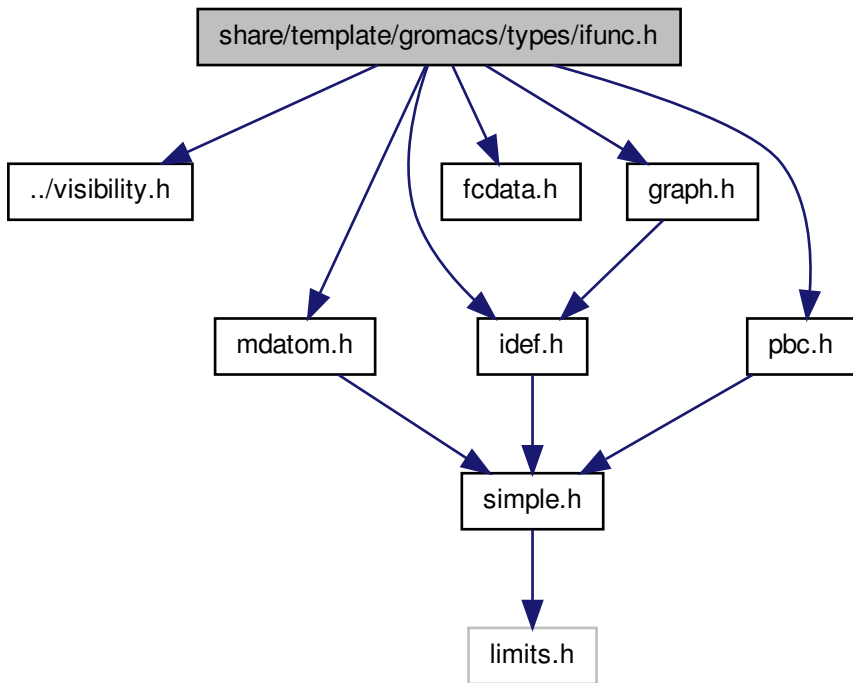 share/template/gromacs/types/ifunc.h
../visibility.h
fcdata.h
graph.h
mdatom.h
idef.h
pbc.h
simple.h
limits.h